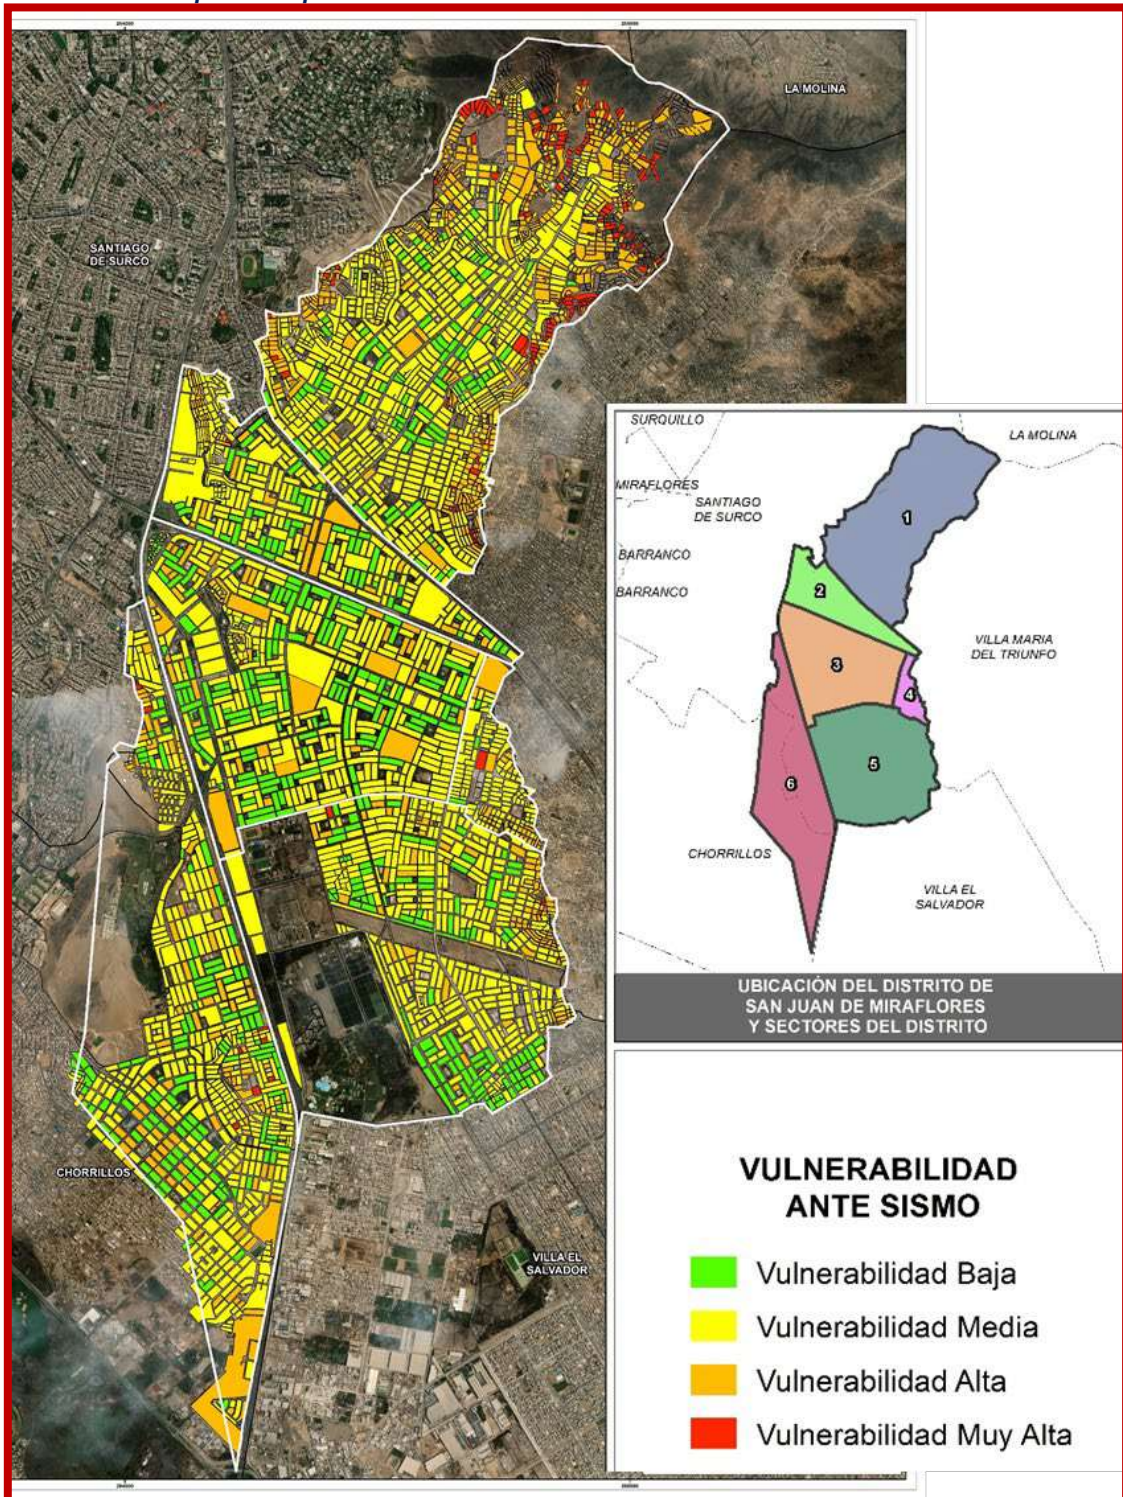 LA MOLINA
SANTIAGO
DE SURCO
SURQUILLO
LA MOLINA
MIRAFLORES
SANTIAGO
DE SURCO
BARRANCO
BARRANCO
VILLA MARIA
DEL TRIUNFO
CHORRILLOS
VILLA EL
SALVADOR
1
2
3
4
5
6
UBICACIÓN DEL DISTRITO DE
SAN JUAN DE MIRAFLORES
Y SECTORES DEL DISTRITO
CHORRILLOS
VILLA EL
SALVADOR
VULNERABILIDAD
ANTE SISMO
Vulnerabilidad Baja
Vulnerabilidad Media
Vulnerabilidad Alta
Vulnerabilidad Muy Alta